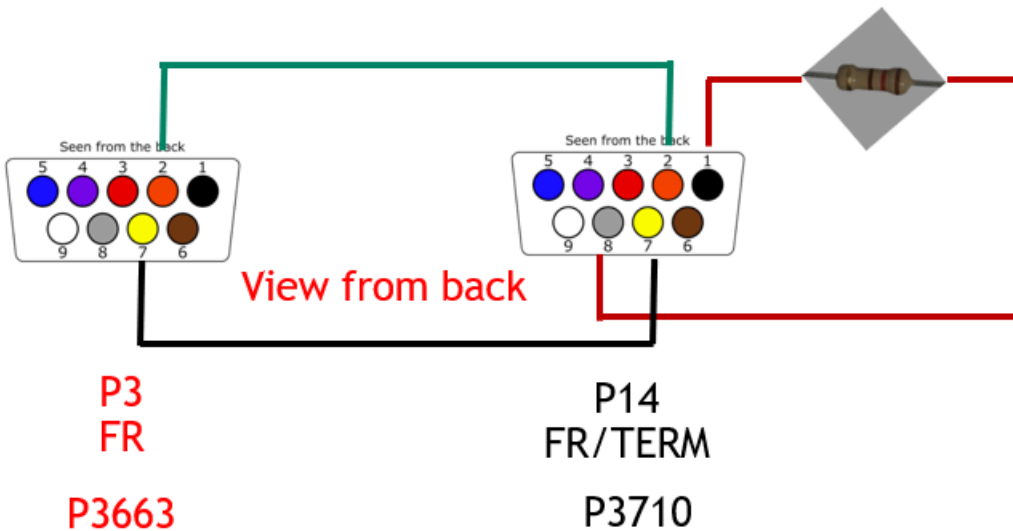 Seen from the back
5 4 3 2 1
9 8 7 6
Seen from the back
5 4 3 2 1
9 8 7 6
View from back
P3
FR
P3663
P14
FR/TERM
P3710